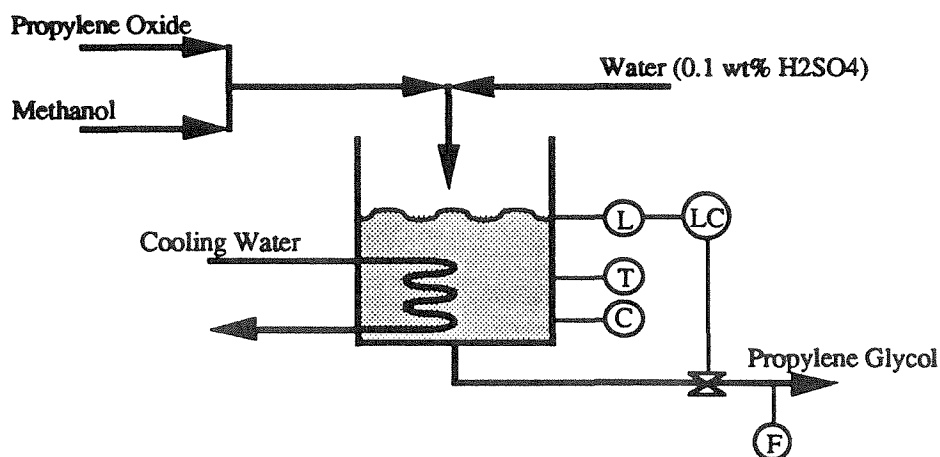 Propylene Oxide
Water (0.1 wt% H2SO4)
Methanol
L
LC
Cooling Water
T
C
Propylene Glycol
F